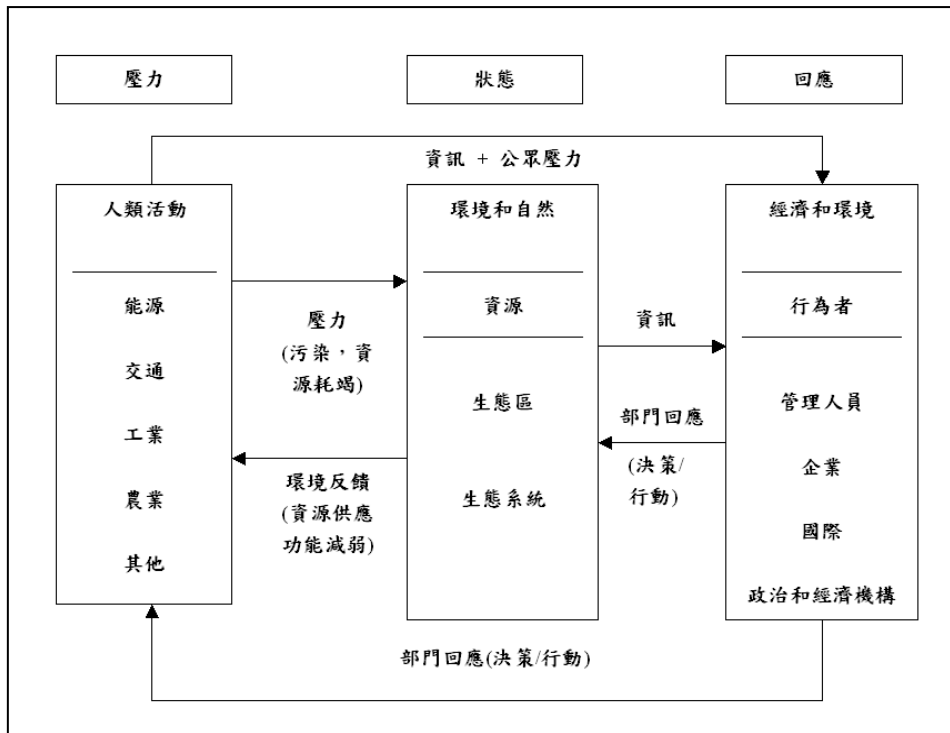 壓力
狀態
回應
資訊 + 公眾壓力
人類活動
能源
交通
工業
農業
其他
壓力
(污染，資
源耗竭)
環境反饋
(資源供應
功能減弱)
環境和自然
資源
生態區
生態系統
資訊
部門回應
(決策/
行動)
經濟和環境
行為者
管理人員
企業
國際
政治和經濟機構
部門回應(決策/行動)